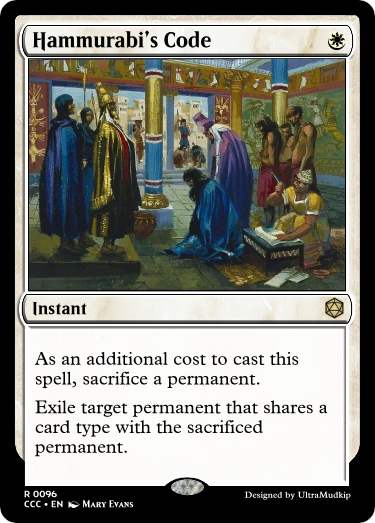 Hammurabi's Code
Instant
As an additional cost to cast this
spell, sacrifice a permanent.
Exile target permanent that shares a
card type with the sacrificed
permanent.
R 0096
CCC • EN Mary Evans
Designed by UltraMudkip